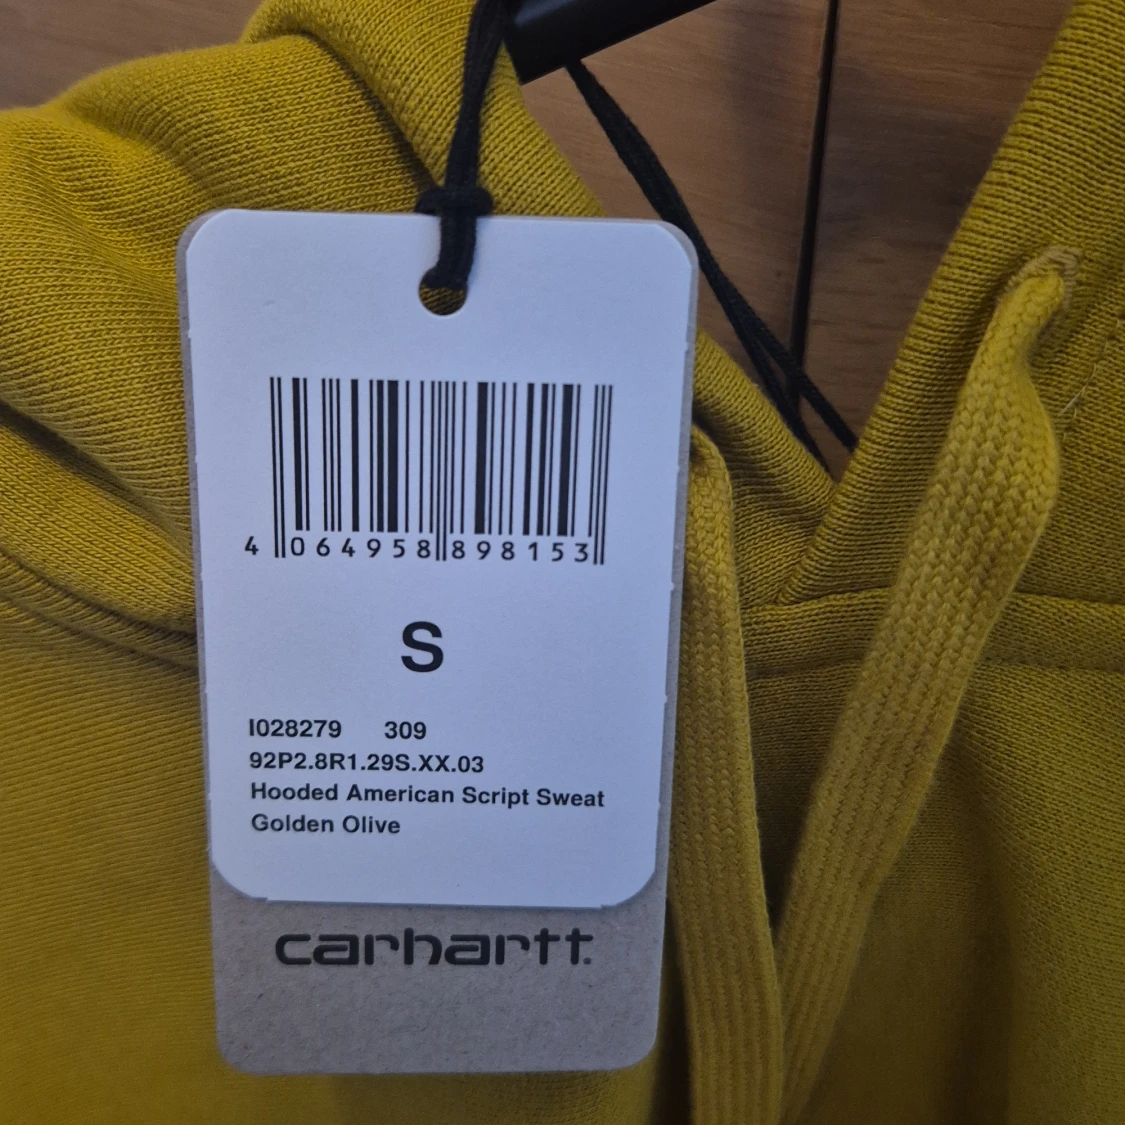 4 064958 898153
S
I028279 309
92P2.8R1.29S.XX.03
Hooded American Script Sweat
Golden Olive
carhartt.